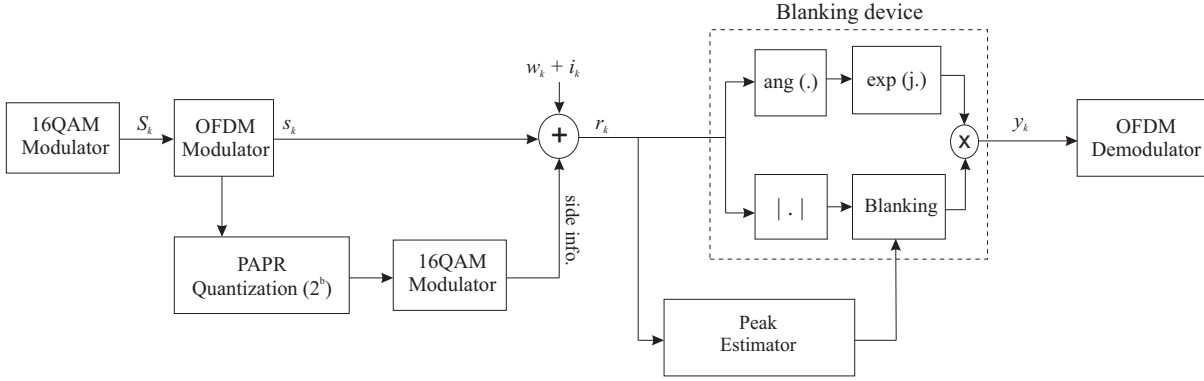 Blanking device
w_k + i_k
ang (.)
exp (j.)
16QAM
Modulator
S_k
OFDM
Modulator
s_k
+
r_k
x
y_k
OFDM
Demodulator
| . |
Blanking
side info.
PAPR
Quantization (2^b)
16QAM
Modulator
Peak
Estimator